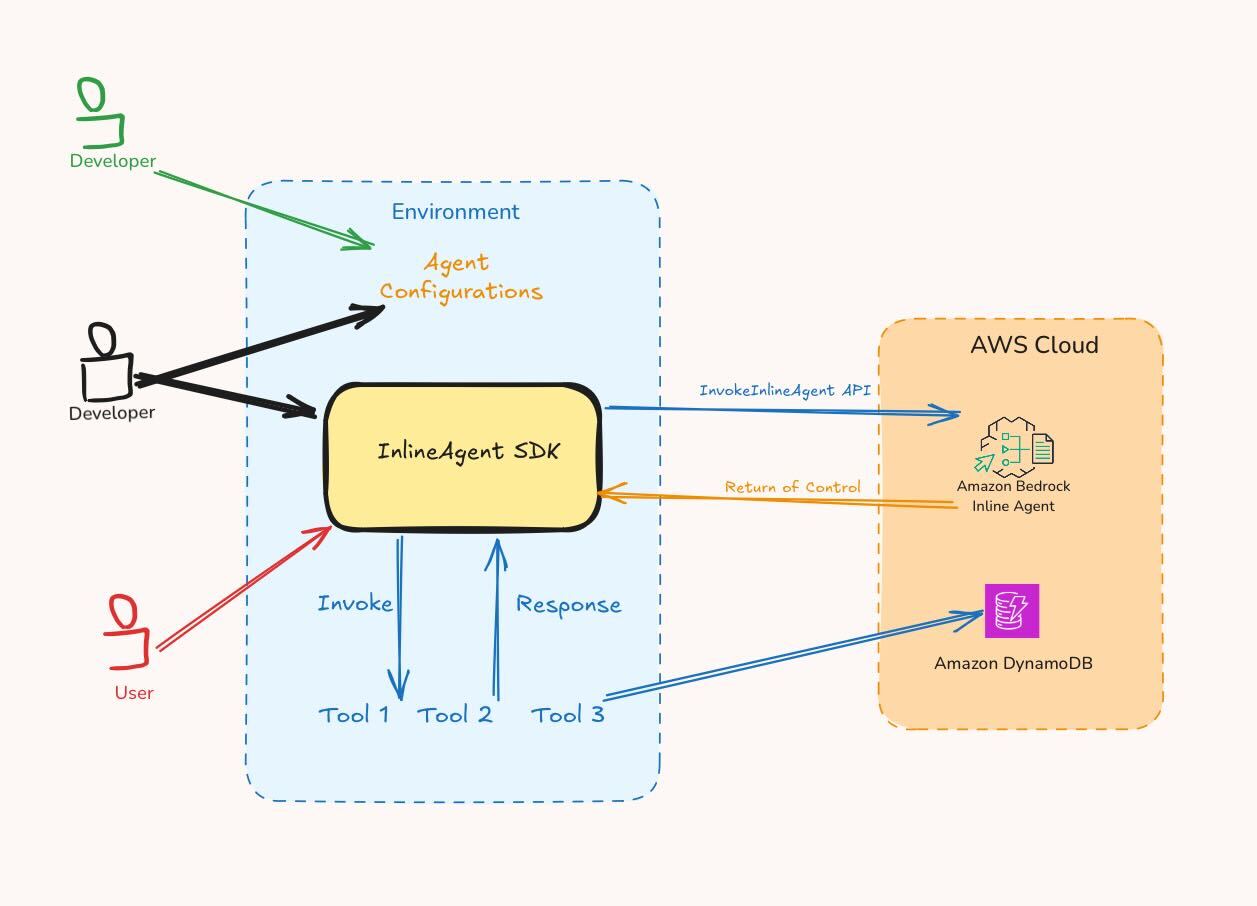 Developer
Environment
Agent
Configurations
Developer
AWS Cloud
InvokeInlineAgent API
InlineAgent SDK
Return of Control
Amazon Bedrock
Inline Agent
Invoke
Response
User
Tool 1
Tool 2
Tool 3
Amazon DynamoDB